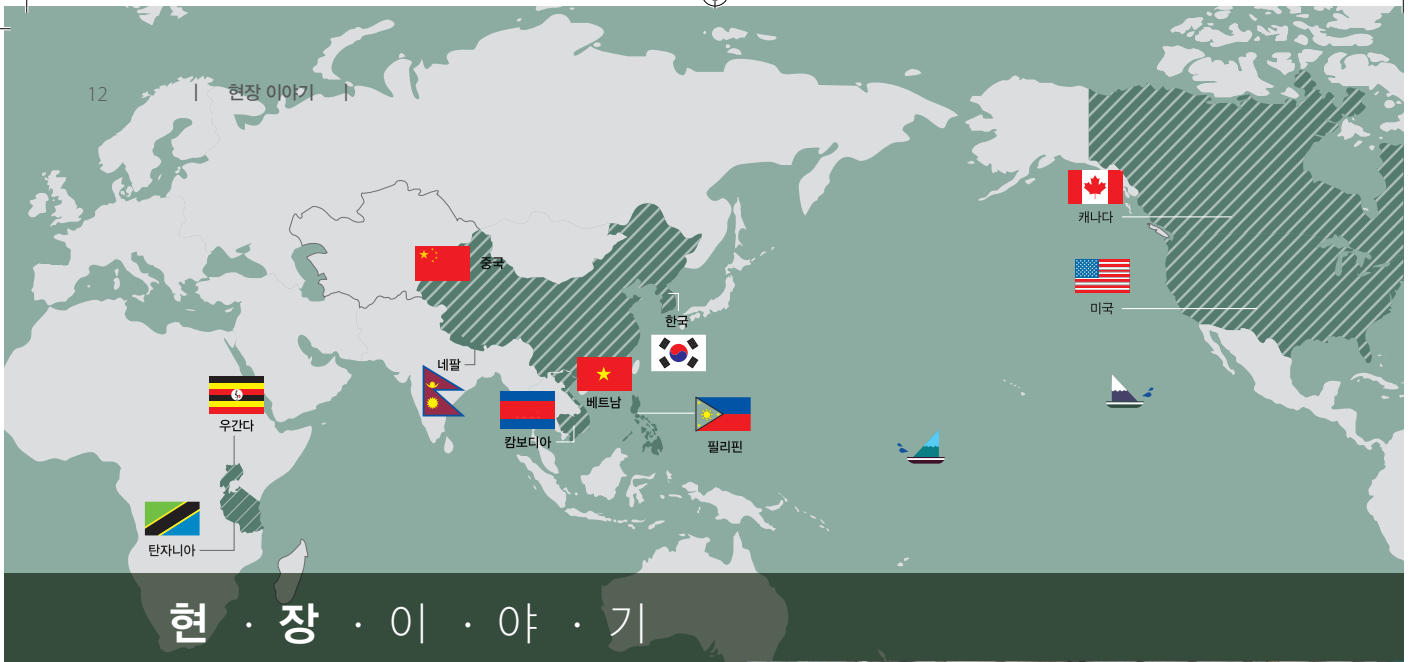 12 | 현장 이야기 |
캐나다
중국
미국
한국
네팔
베트남
우간다
캄보디아
필리핀
탄자니아
현 · 장 · 이 · 야 · 기